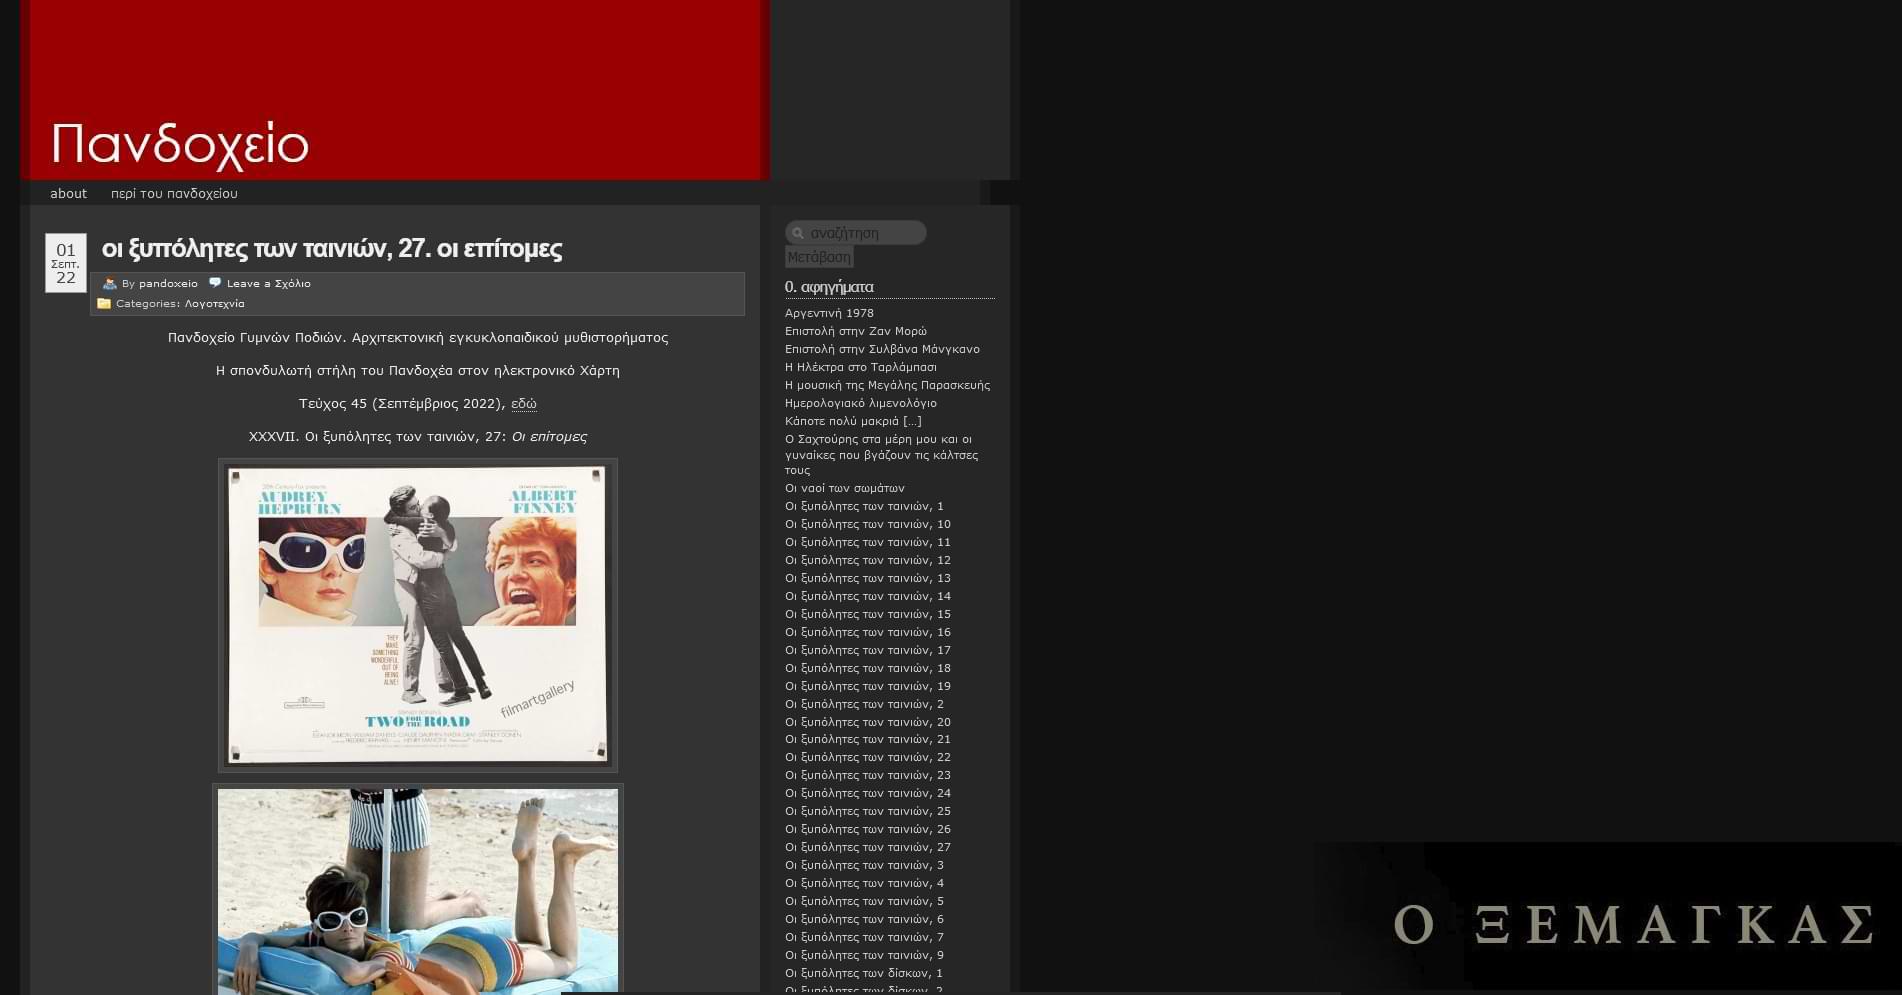 Πανδοχείο
about
περί του πανδοχείου
01
Σεπτ.
22
οι ξυπόλητες των ταινιών, 27. οι επίτομες
By pandoxeio Leave a Σχόλιο
Categories: Λογοτεχνία
Πανδοχείο Γυμνών Ποδιών. Αρχιτεκτονική εγκυκλοπαιδικού μυθιστορήματος
Η σπονδυλωτή στήλη του Πανδοχέα στον ηλεκτρονικό Χάρτη
Τεύχος 45 (Σεπτέμβριος 2022), εδώ
XXXVII. Οι ξυπόλητες των ταινιών, 27: Οι επίτομες
20th Century-Fox presents
AUDREY
HEPBURN
ALBERT
FINNEY
THEY
MAKE
SOMETHING
WONDERFUL
OUT OF
BEING
ALIVE!
filmartgallery
STANLEY DONEN'S
TWO FOR THE ROAD
αναζήτηση
Μετάβαση
0. αφηγήματα
Αργεντινή 1978
Επιστολή στην Ζαν Μορώ
Επιστολή στην Συλβάνα Μάνγκανο
Η Ηλέκτρα στο Ταρλάμπασι
Η μουσική της Μεγάλης Παρασκευής
Ημερολογιακό λιμενολόγιο
Κάποτε πολύ μακριά […]
Ο Σαχτούρης στα μέρη μου και οι
γυναίκες που βγάζουν τις κάλτσες
τους
Οι ναοί των σωμάτων
Οι ξυπόλητες των ταινιών, 1
Οι ξυπόλητες των ταινιών, 10
Οι ξυπόλητες των ταινιών, 11
Οι ξυπόλητες των ταινιών, 12
Οι ξυπόλητες των ταινιών, 13
Οι ξυπόλητες των ταινιών, 14
Οι ξυπόλητες των ταινιών, 15
Οι ξυπόλητες των ταινιών, 16
Οι ξυπόλητες των ταινιών, 17
Οι ξυπόλητες των ταινιών, 18
Οι ξυπόλητες των ταινιών, 19
Οι ξυπόλητες των ταινιών, 2
Οι ξυπόλητες των ταινιών, 20
Οι ξυπόλητες των ταινιών, 21
Οι ξυπόλητες των ταινιών, 22
Οι ξυπόλητες των ταινιών, 23
Οι ξυπόλητες των ταινιών, 24
Οι ξυπόλητες των ταινιών, 25
Οι ξυπόλητες των ταινιών, 26
Οι ξυπόλητες των ταινιών, 27
Οι ξυπόλητες των ταινιών, 3
Οι ξυπόλητες των ταινιών, 4
Οι ξυπόλητες των ταινιών, 5
Οι ξυπόλητες των ταινιών, 6
Οι ξυπόλητες των ταινιών, 7
Οι ξυπόλητες των ταινιών, 9
Οι ξυπόλητες των δίσκων, 1
Οι ξυπόλητες των δίσκων, 2
Ο ΞΕΜΑΓΚΑΣ